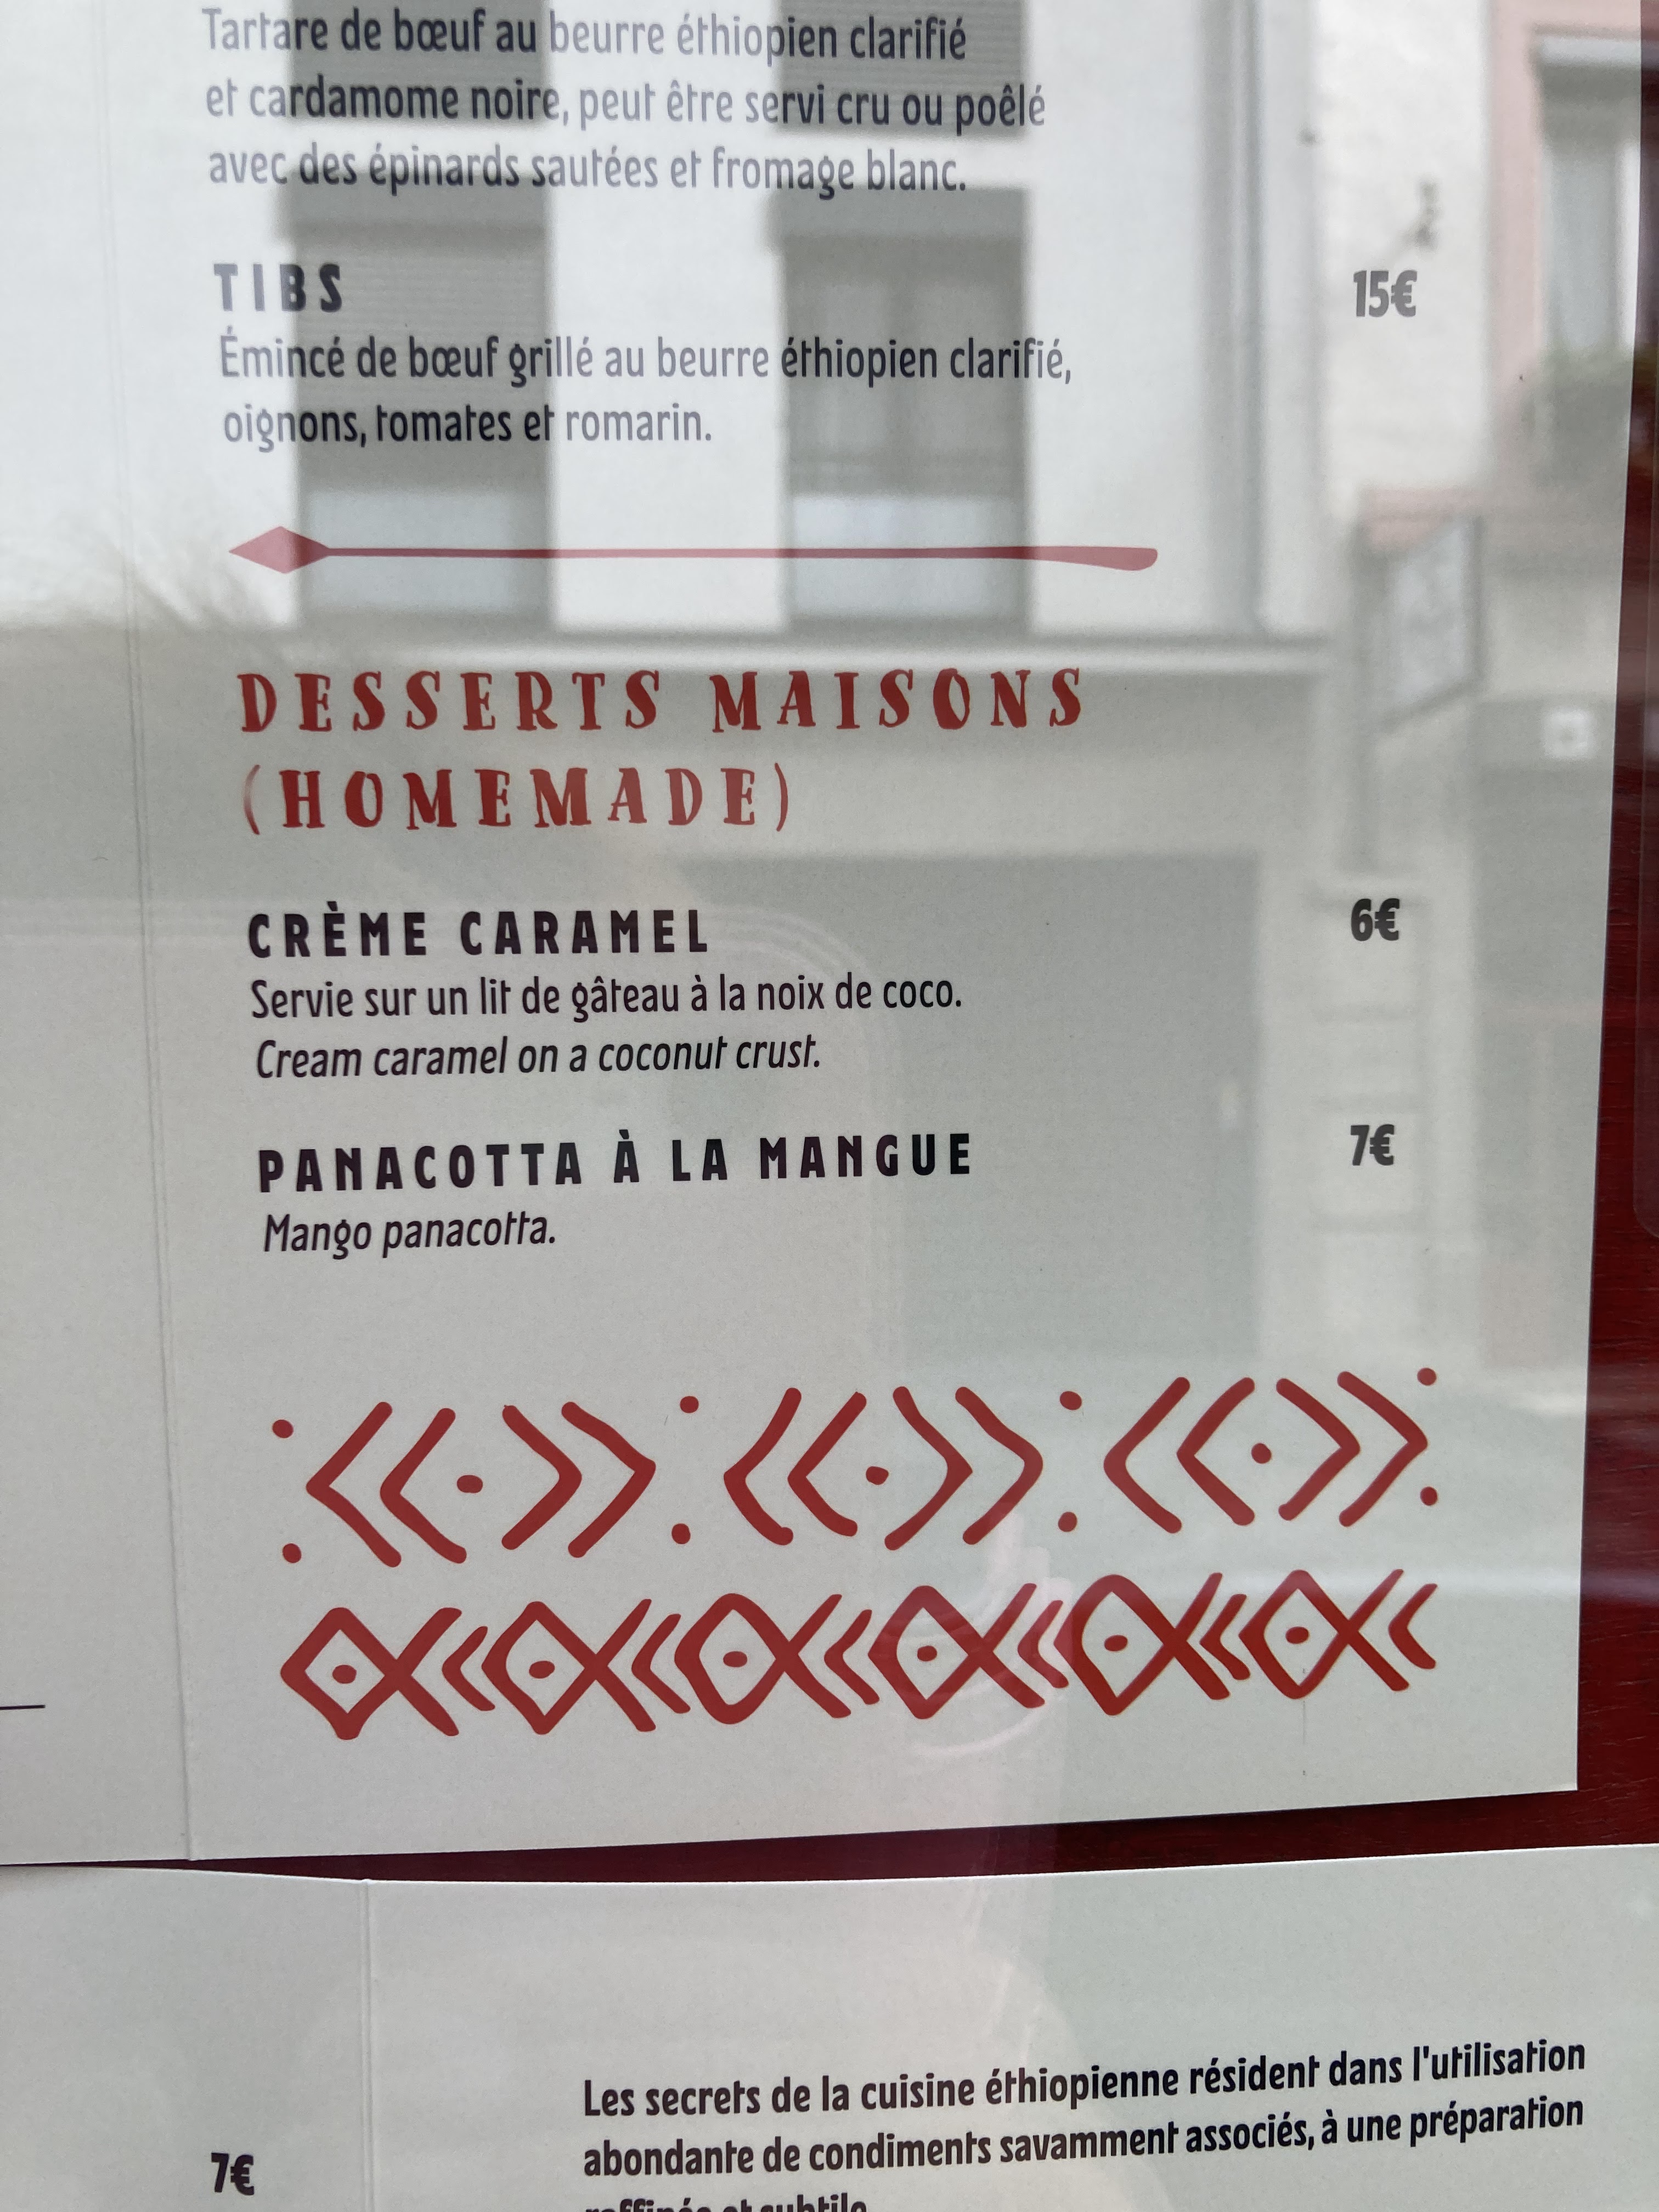 Tartare de bœuf au beurre éthiopien clarifié
et cardamome noire, peut être servi cru ou poêlé
avec des épinards sautées et fromage blanc.
TIBS 15€
Émincé de bœuf grillé au beurre éthiopien clarifié,
oignons, tomates et romarin.
DESSERTS MAISONS
(HOMEMADE)
CRÈME CARAMEL 6€
Servie sur un lit de gâteau à la noix de coco.
Cream caramel on a coconut crust.
PANACOTTA À LA MANGUE 7€
Mango panacotta.
Les secrets de la cuisine éthiopienne résident dans l'utilisation
abondante de condiments savamment associés, à une préparation
raffinée et subtile
7€